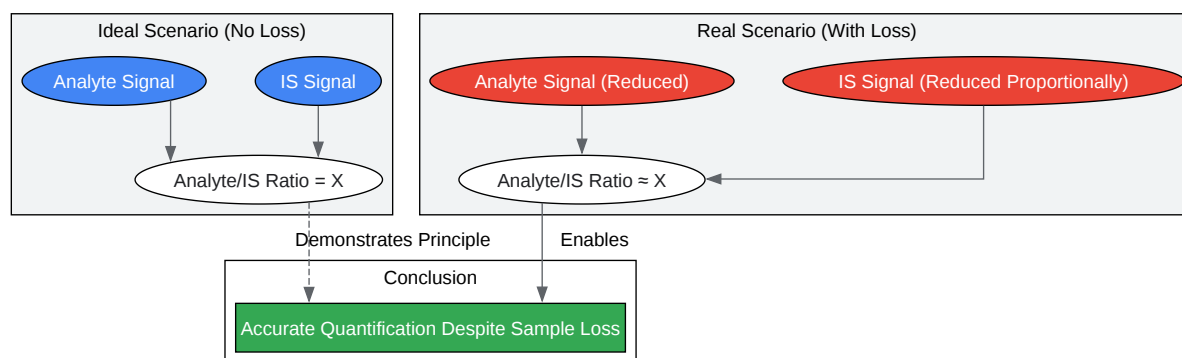 Ideal Scenario (No Loss)
Analyte Signal
IS Signal
Analyte/IS Ratio = X
Real Scenario (With Loss)
Analyte Signal (Reduced)
IS Signal (Reduced Proportionally)
Analyte/IS Ratio ≈ X
Demonstrates Principle
Enables
Conclusion
Accurate Quantification Despite Sample Loss